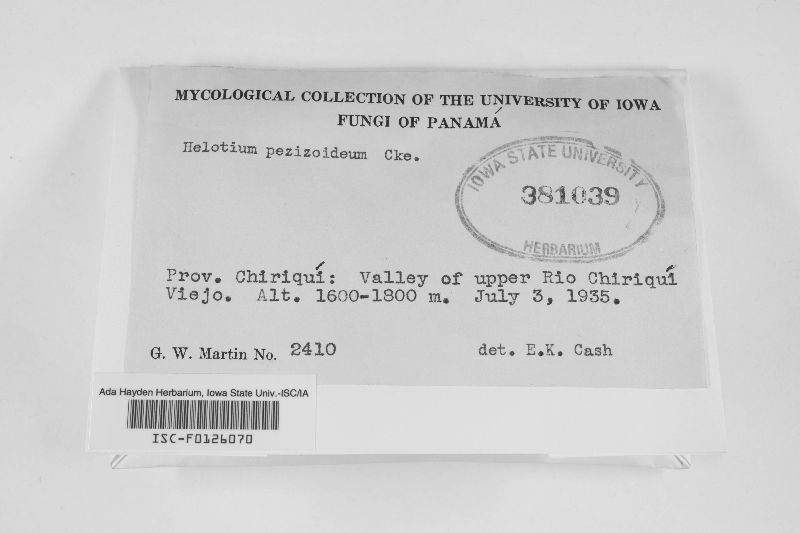 MYCOLOGICAL COLLECTION OF THE UNIVERSITY OF IOWA
FUNGI OF PANAMÁ
Helotium pezizoideum Cke.
IOWA STATE UNIVERSITY
381039
HERBARIUM
Prov. Chiriquí: Valley of upper Rio Chiriquí
Viejo. Alt. 1600-1800 m. July 3, 1935.
G. W. Martin No. 2410
det. E.K. Cash
Ada Hayden Herbarium, Iowa State Univ.-ISC/IA
ISC-F0126070